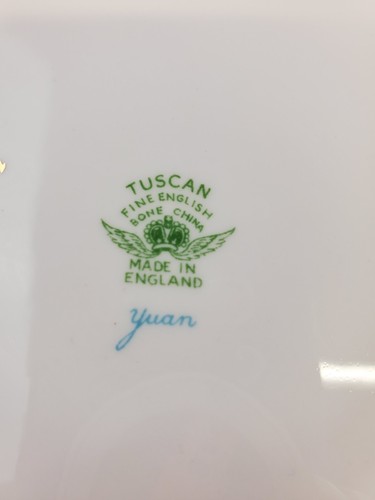 TUSCAN
FINE ENGLISH
BONE CHINA
MADE IN
ENGLAND
Yuan